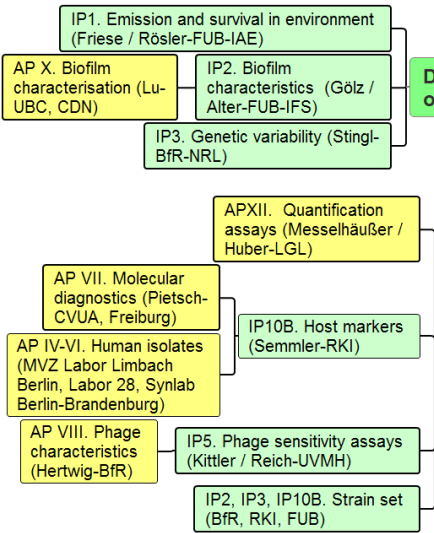 IP1. Emission and survival in environment
(Friese / Rösler-FUB-IAE)
AP X. Biofilm
characterisation (Lu-
UBC, CDN)
IP2. Biofilm
characteristics (Gölz /
Alter-FUB-IFS)
D
o
IP3. Genetic variability (Stingl-
BfR-NRL)
APXII. Quantification
assays (Messelhäußer /
Huber-LGL)
AP VII. Molecular
diagnostics (Pietsch-
CVUA, Freiburg)
IP10B. Host markers
(Semmler-RKI)
AP IV-VI. Human isolates
(MVZ Labor Limbach
Berlin, Labor 28, Synlab
Berlin-Brandenburg)
AP VIII. Phage
characteristics
(Hertwig-BfR)
IP5. Phage sensitivity assays
(Kittler / Reich-UVMH)
IP2, IP3, IP10B. Strain set
(BfR, RKI, FUB)